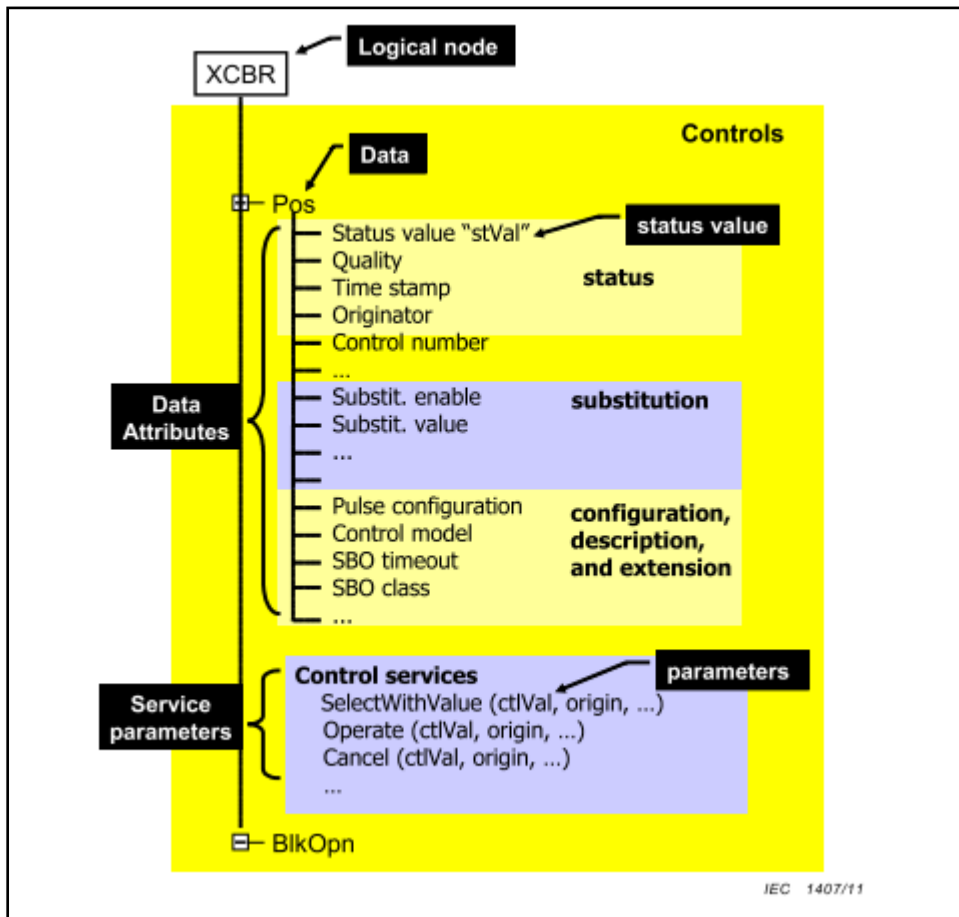 Logical node
XCBR
Controls
Data
Pos
status value
Status value “stVal”
Quality
status
Time stamp
Originator
Control number
...
Data
Attributes
Substit. enable
substitution
Substit. value
...
Pulse configuration
configuration,
Control model
description,
SBO timeout
and extension
SBO class
...
Control services
parameters
SelectWithValue (ctlVal, origin, ...)
Service
parameters
Operate (ctlVal, origin, ...)
Cancel (ctlVal, origin, ...)
...
BlkOpn
IEC 1407/11